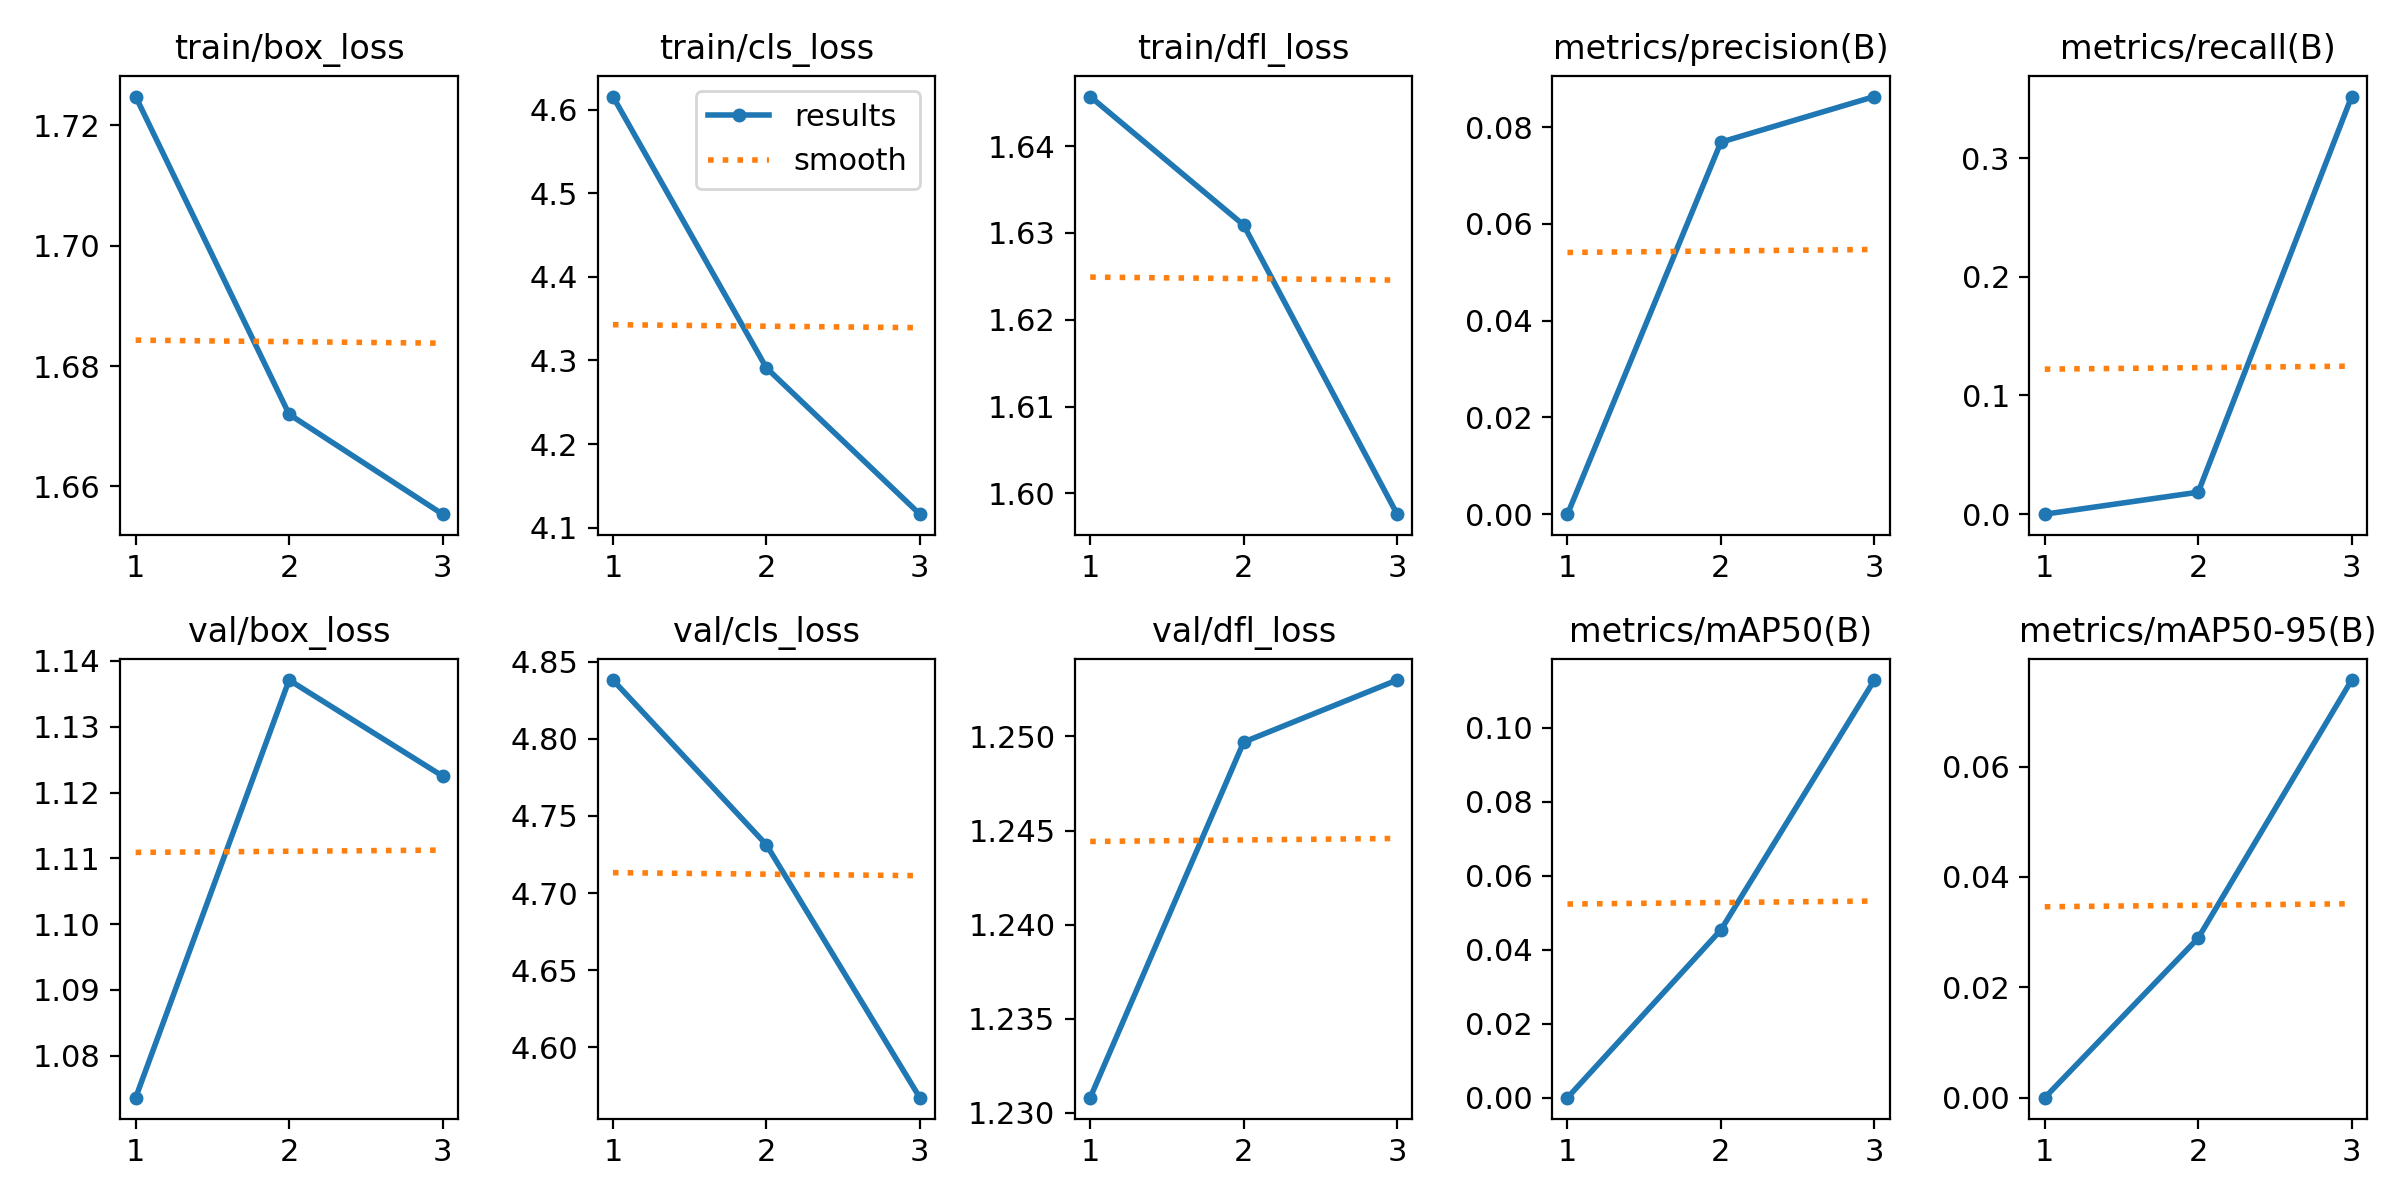 train/box_loss
1.72
1.70
1.68
1.66
1 2 3
train/cls_loss
results
smooth
4.6
4.5
4.4
4.3
4.2
4.1
1 2 3
train/dfl_loss
1.64
1.63
1.62
1.61
1.60
1 2 3
metrics/precision(B)
0.08
0.06
0.04
0.02
0.00
1 2 3
metrics/recall(B)
0.3
0.2
0.1
0.0
1 2 3
val/box_loss
1.14
1.13
1.12
1.11
1.10
1.09
1.08
1 2 3
val/cls_loss
4.85
4.80
4.75
4.70
4.65
4.60
1 2 3
val/dfl_loss
1.250
1.245
1.240
1.235
1.230
1 2 3
metrics/mAP50(B)
0.10
0.08
0.06
0.04
0.02
0.00
1 2 3
metrics/mAP50-95(B)
0.06
0.04
0.02
0.00
1 2 3